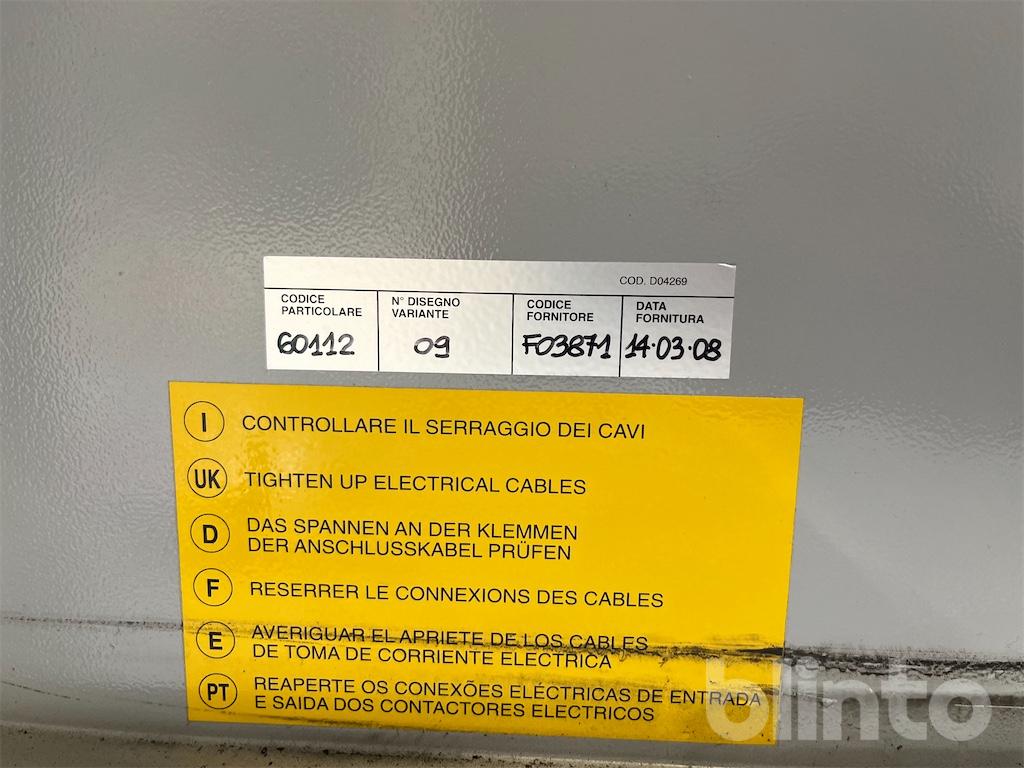 COD. D04269
CODICE PARTICOLARE
N° DISEGNO VARIANTE
CODICE FORNITORE
DATA FORNITURA
60112
09
F03871
14.03.08
I CONTROLLARE IL SERRAGGIO DEI CAVI
UK TIGHTEN UP ELECTRICAL CABLES
D DAS SPANNEN AN DER KLEMMEN
DER ANSCHLUSSKABEL PRÜFEN
F RESERRER LE CONNEXIONS DES CABLES
E AVERIGUAR EL APRIETE DE LOS CABLES
DE TOMA DE CORRIENTE ELECTRICA
PT REAPERTE OS CONEXÕES ELÉCTRICAS DE ENTRADA
E SAIDA DOS CONTACTORES ELECTRICOS
blinto